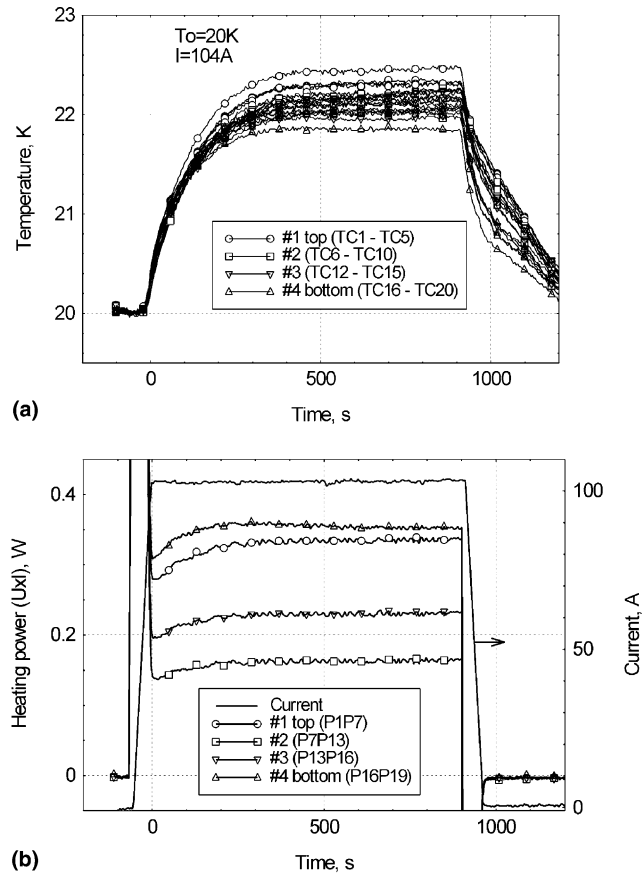 23
To=20K
I=104A
22
Temperature, K
21
#1 top (TC1 - TC5)
#2 (TC6 - TC10)
#3 (TC12 - TC15)
#4 bottom (TC16 - TC20)
20
0
500
1000
(a)
Time, s
0.4
100
Heating power (UxI), W
0.2
50
Current, A
Current
#1 top (P1P7)
#2 (P7P13)
#3 (P13P16)
#4 bottom (P16P19)
0
0
0
500
1000
(b)
Time, s